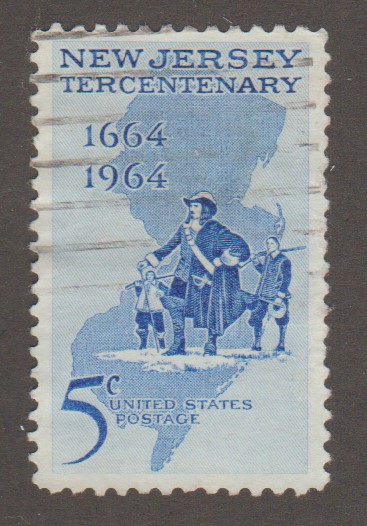 NEW JERSEY
TERCENTENARY
1664
1964
5c
UNITED STATES
POSTAGE